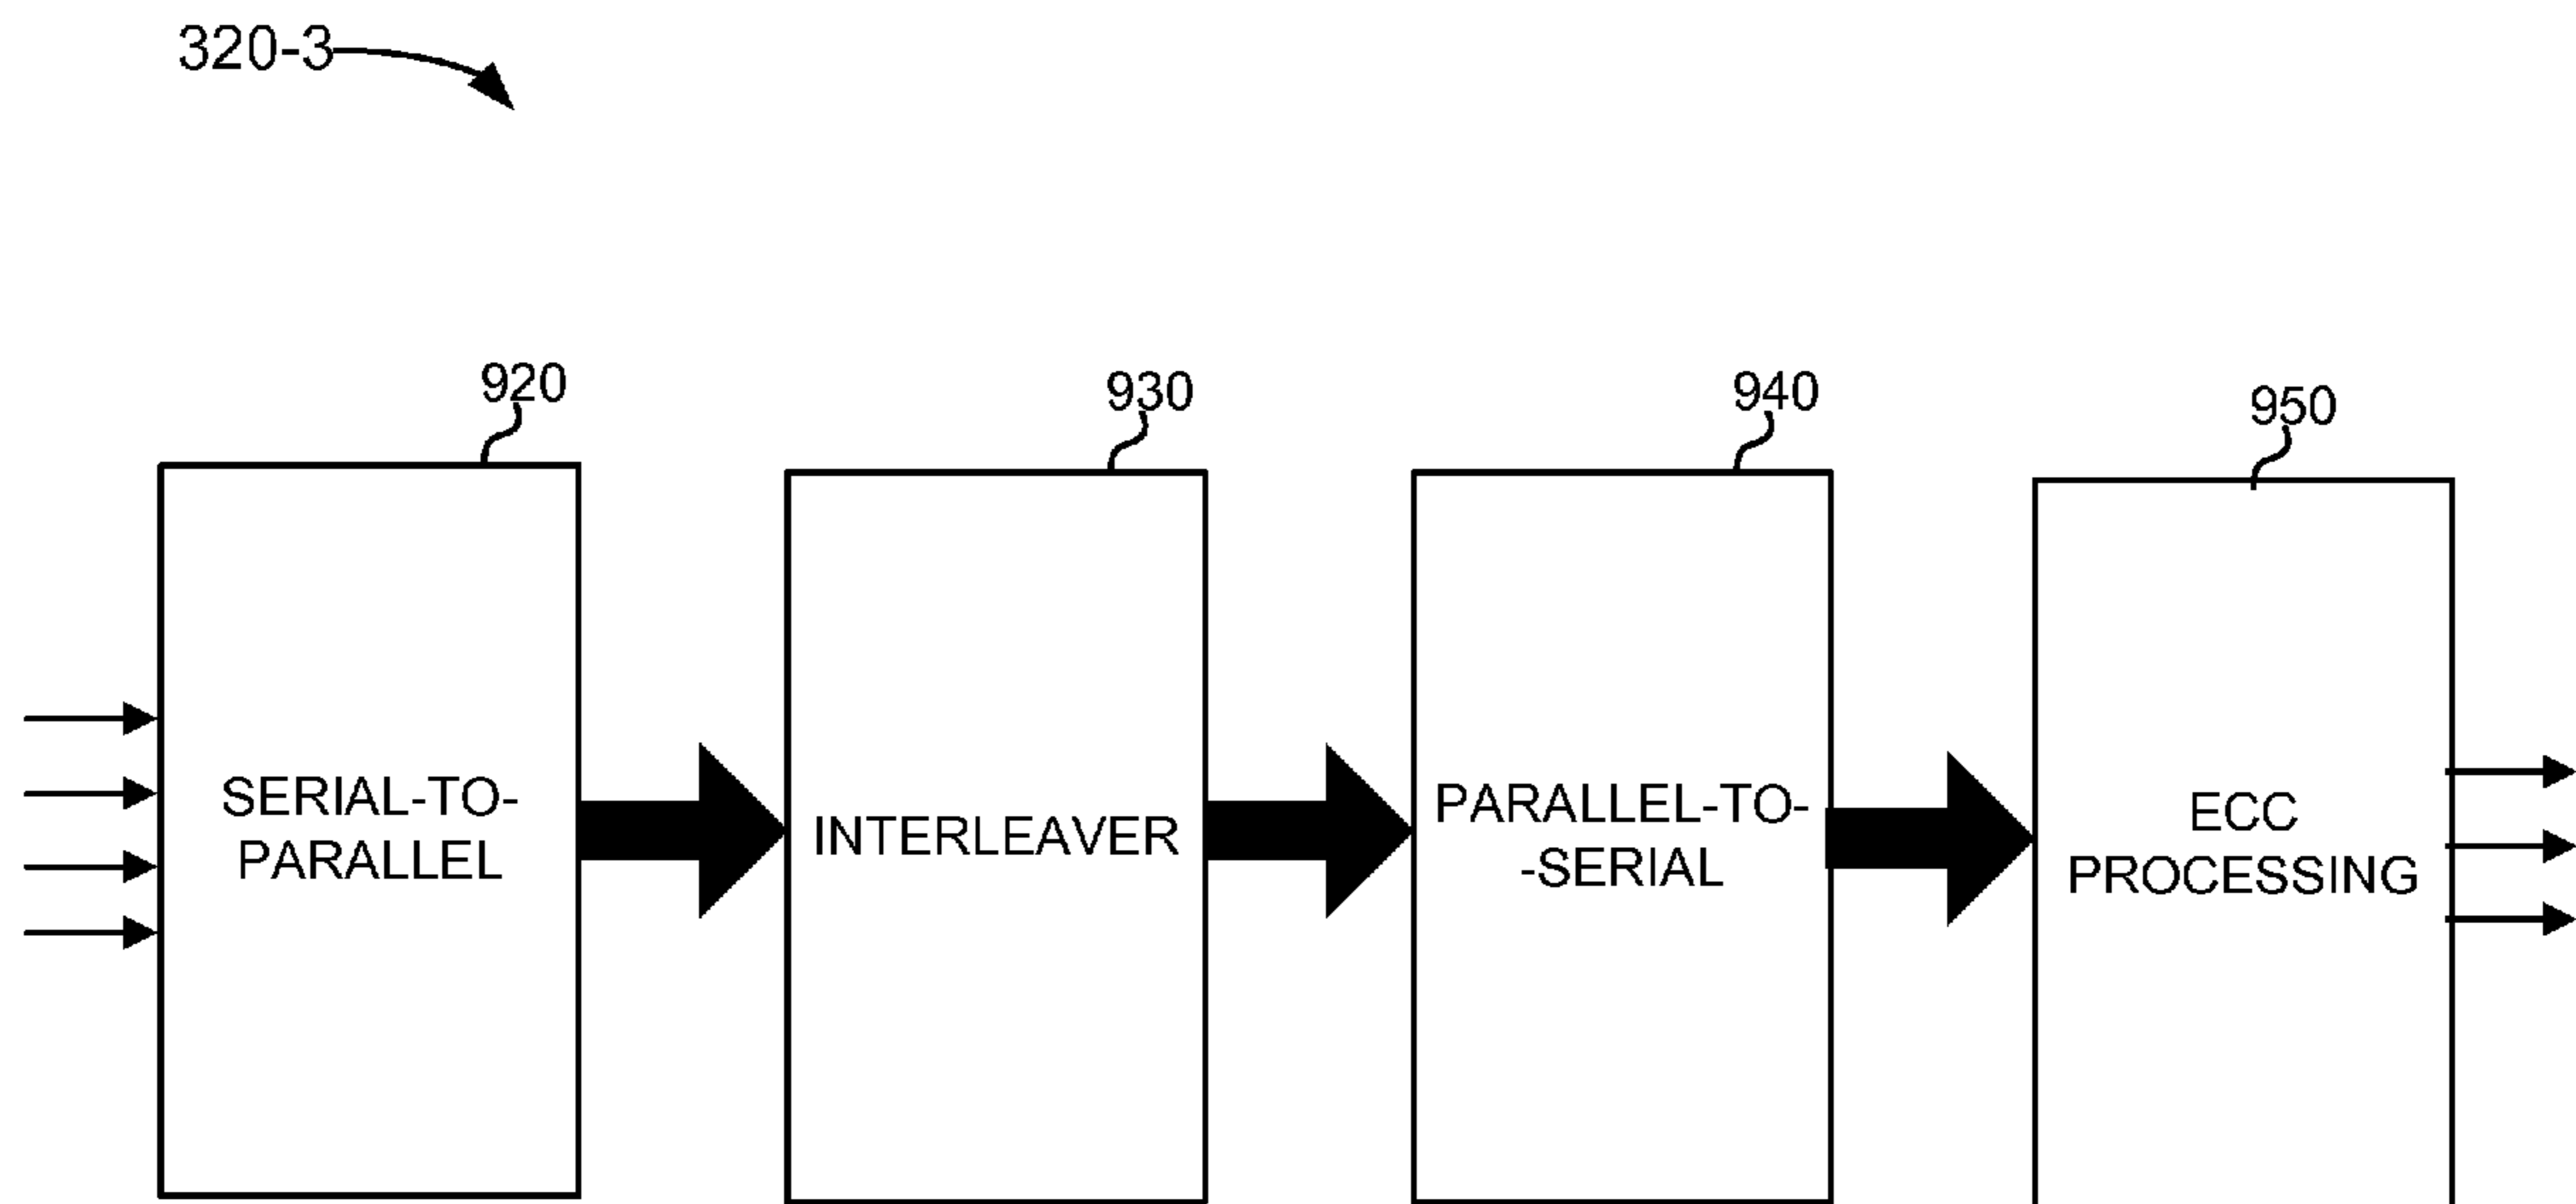 320-3
920
930
940
950
SERIAL-TO-
PARALLEL
INTERLEAVER
PARALLEL-TO-
-SERIAL
ECC
PROCESSING